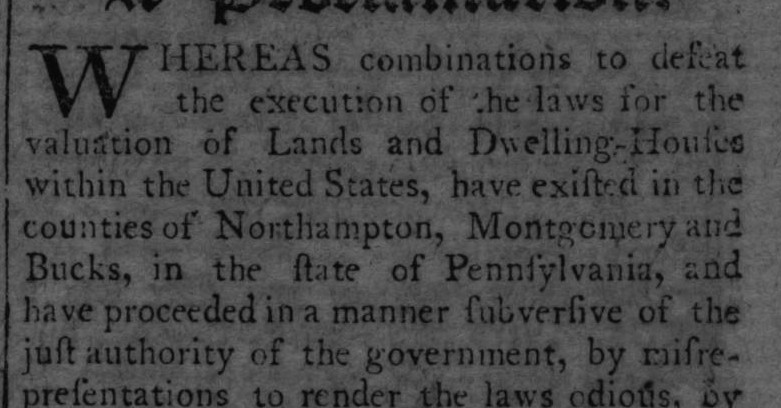 A Proclamation.
WHEREAS combinations to defeat
the execution of the laws for the
valuation of Lands and Dwelling-Houſes
within the United States, have exiſted in the
counties of Northampton, Montgomery and
Bucks, in the ſtate of Pennſylvania, and
have proceeded in a manner ſubverſive of the
juſt authority of the government, by miſre-
preſentations to render the laws odious, by